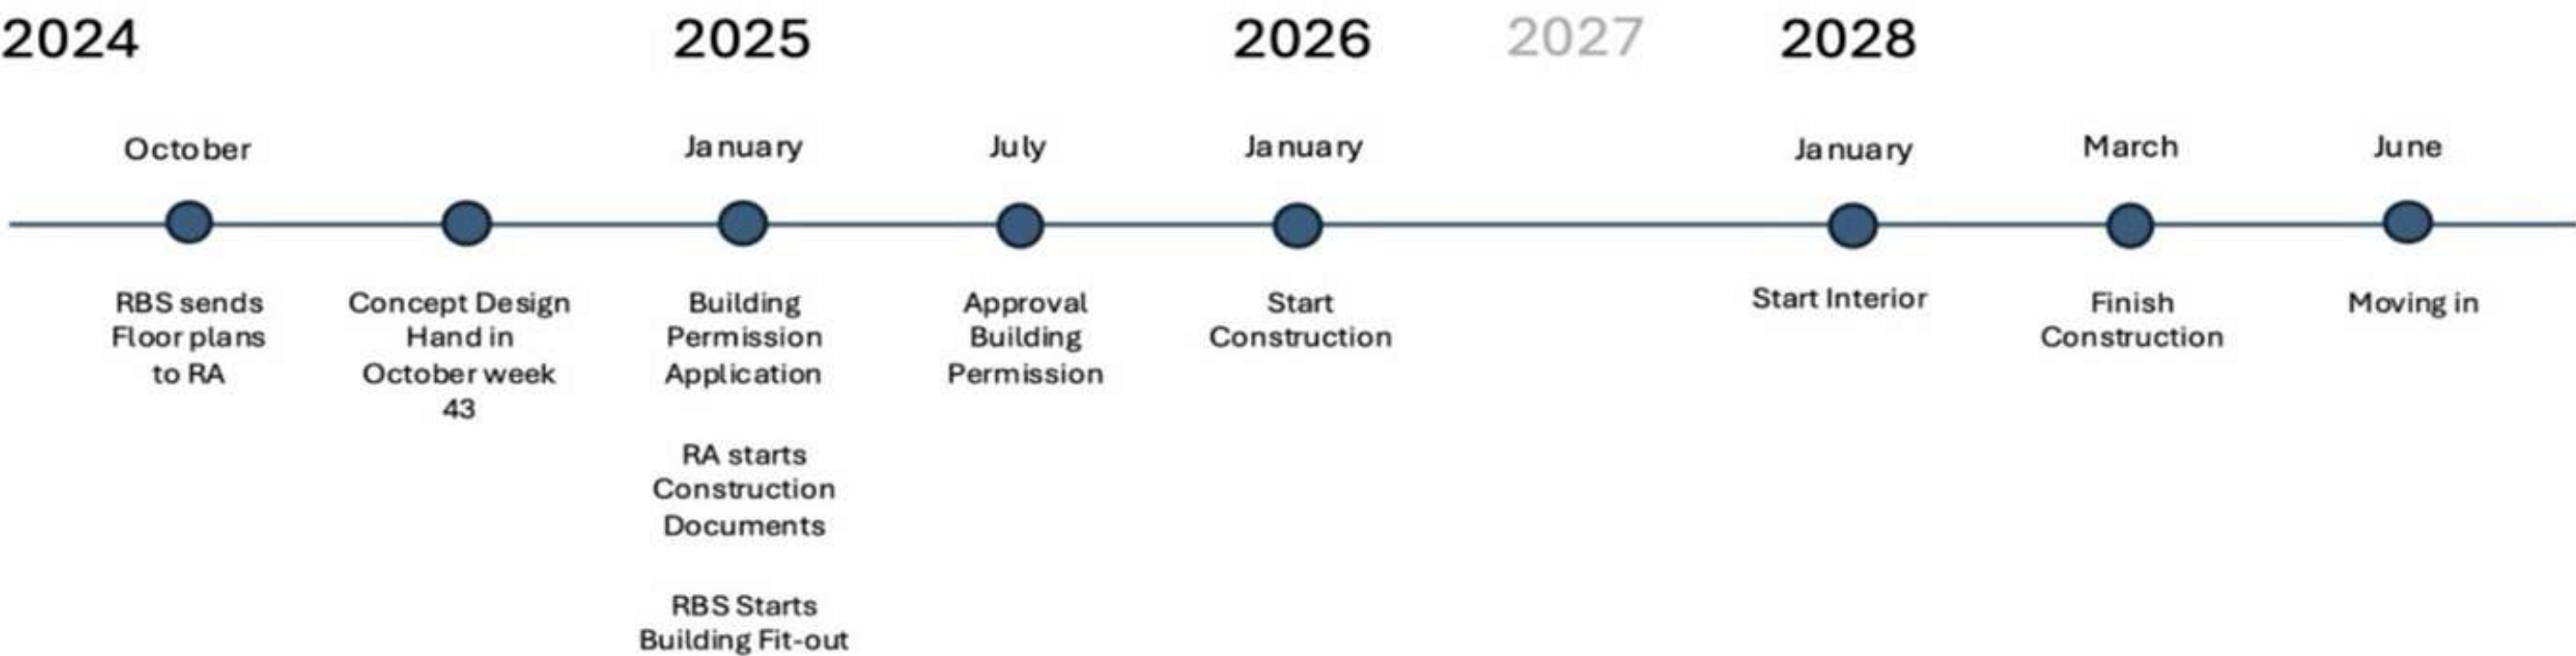 2024 2025 2026 2027 2028
October January July January January March June
RBS sends
Floor plans
to RA
Concept Design
Hand in
October week
43
Building
Permission
Application
RA starts
Construction
Documents
RBS Starts
Building Fit-out
Approval
Building
Permission
Start
Construction
Start Interior
Finish
Construction
Moving in